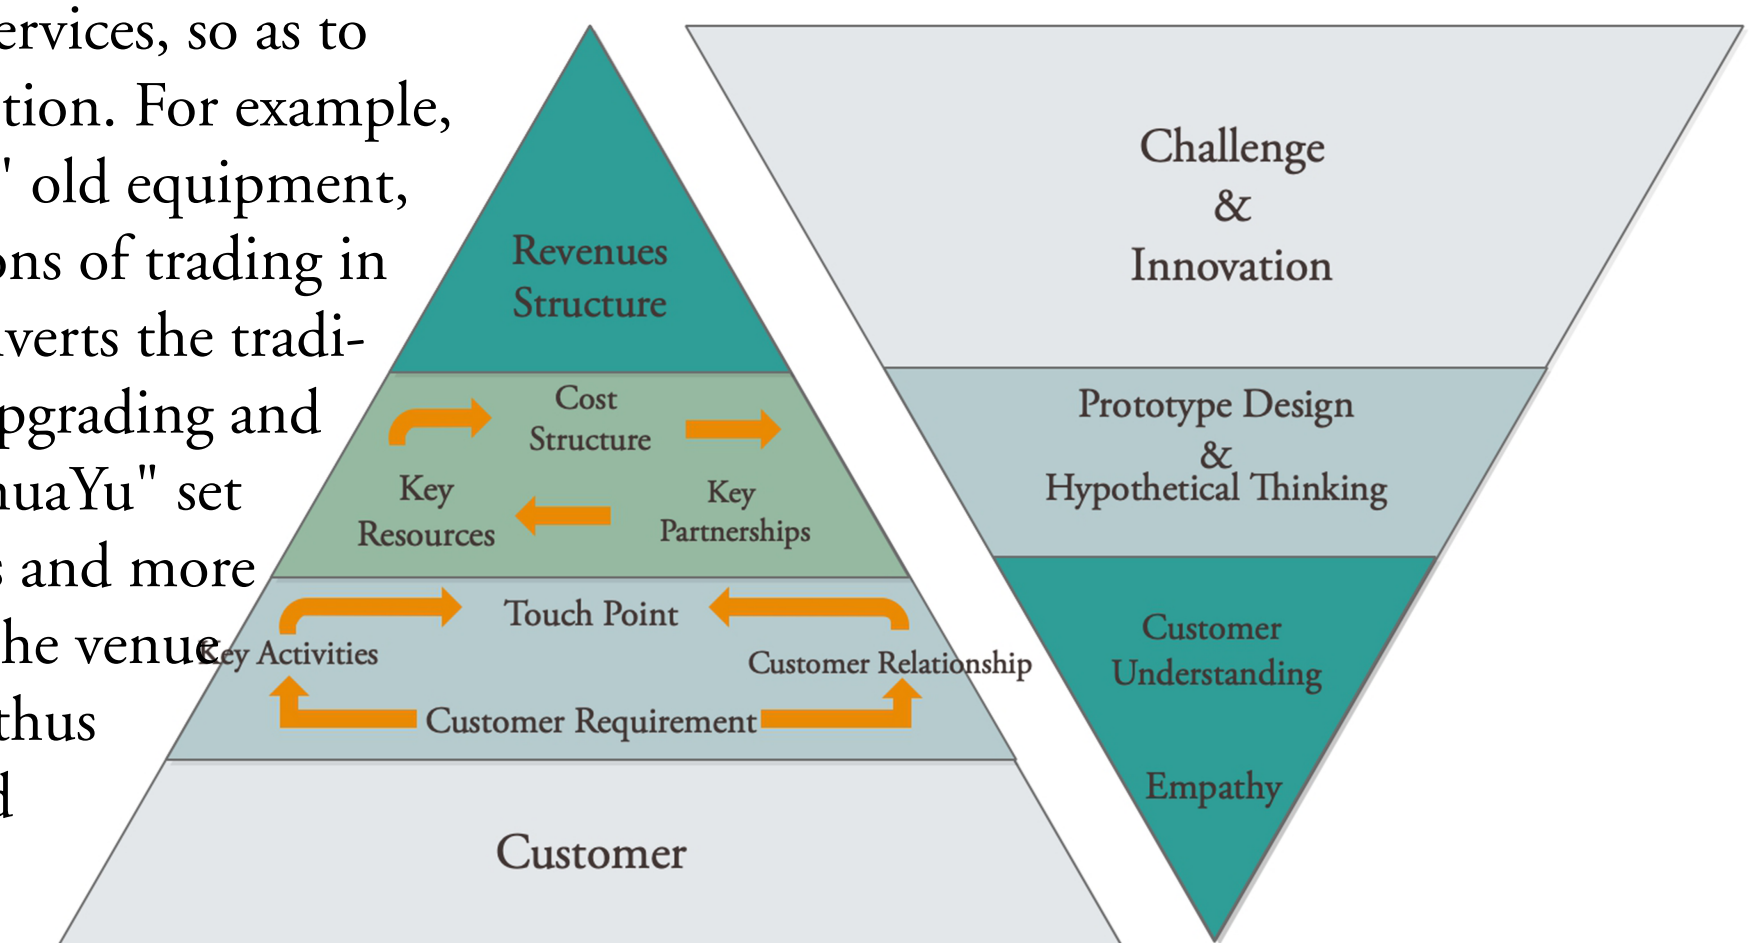 ervices, so as to
tion. For example,
" old equipment,
ons of trading in
verts the tradi-
pgrading and
huaYu" set
s and more
he venue
thus
d
Revenues
Structure
Cost
Structure
Key
Resources
Key
Partnerships
Touch Point
Key Activities
Customer Relationship
Customer Requirement
Customer
Challenge
&
Innovation
Prototype Design
&
Hypothetical Thinking
Customer
Understanding
Empathy